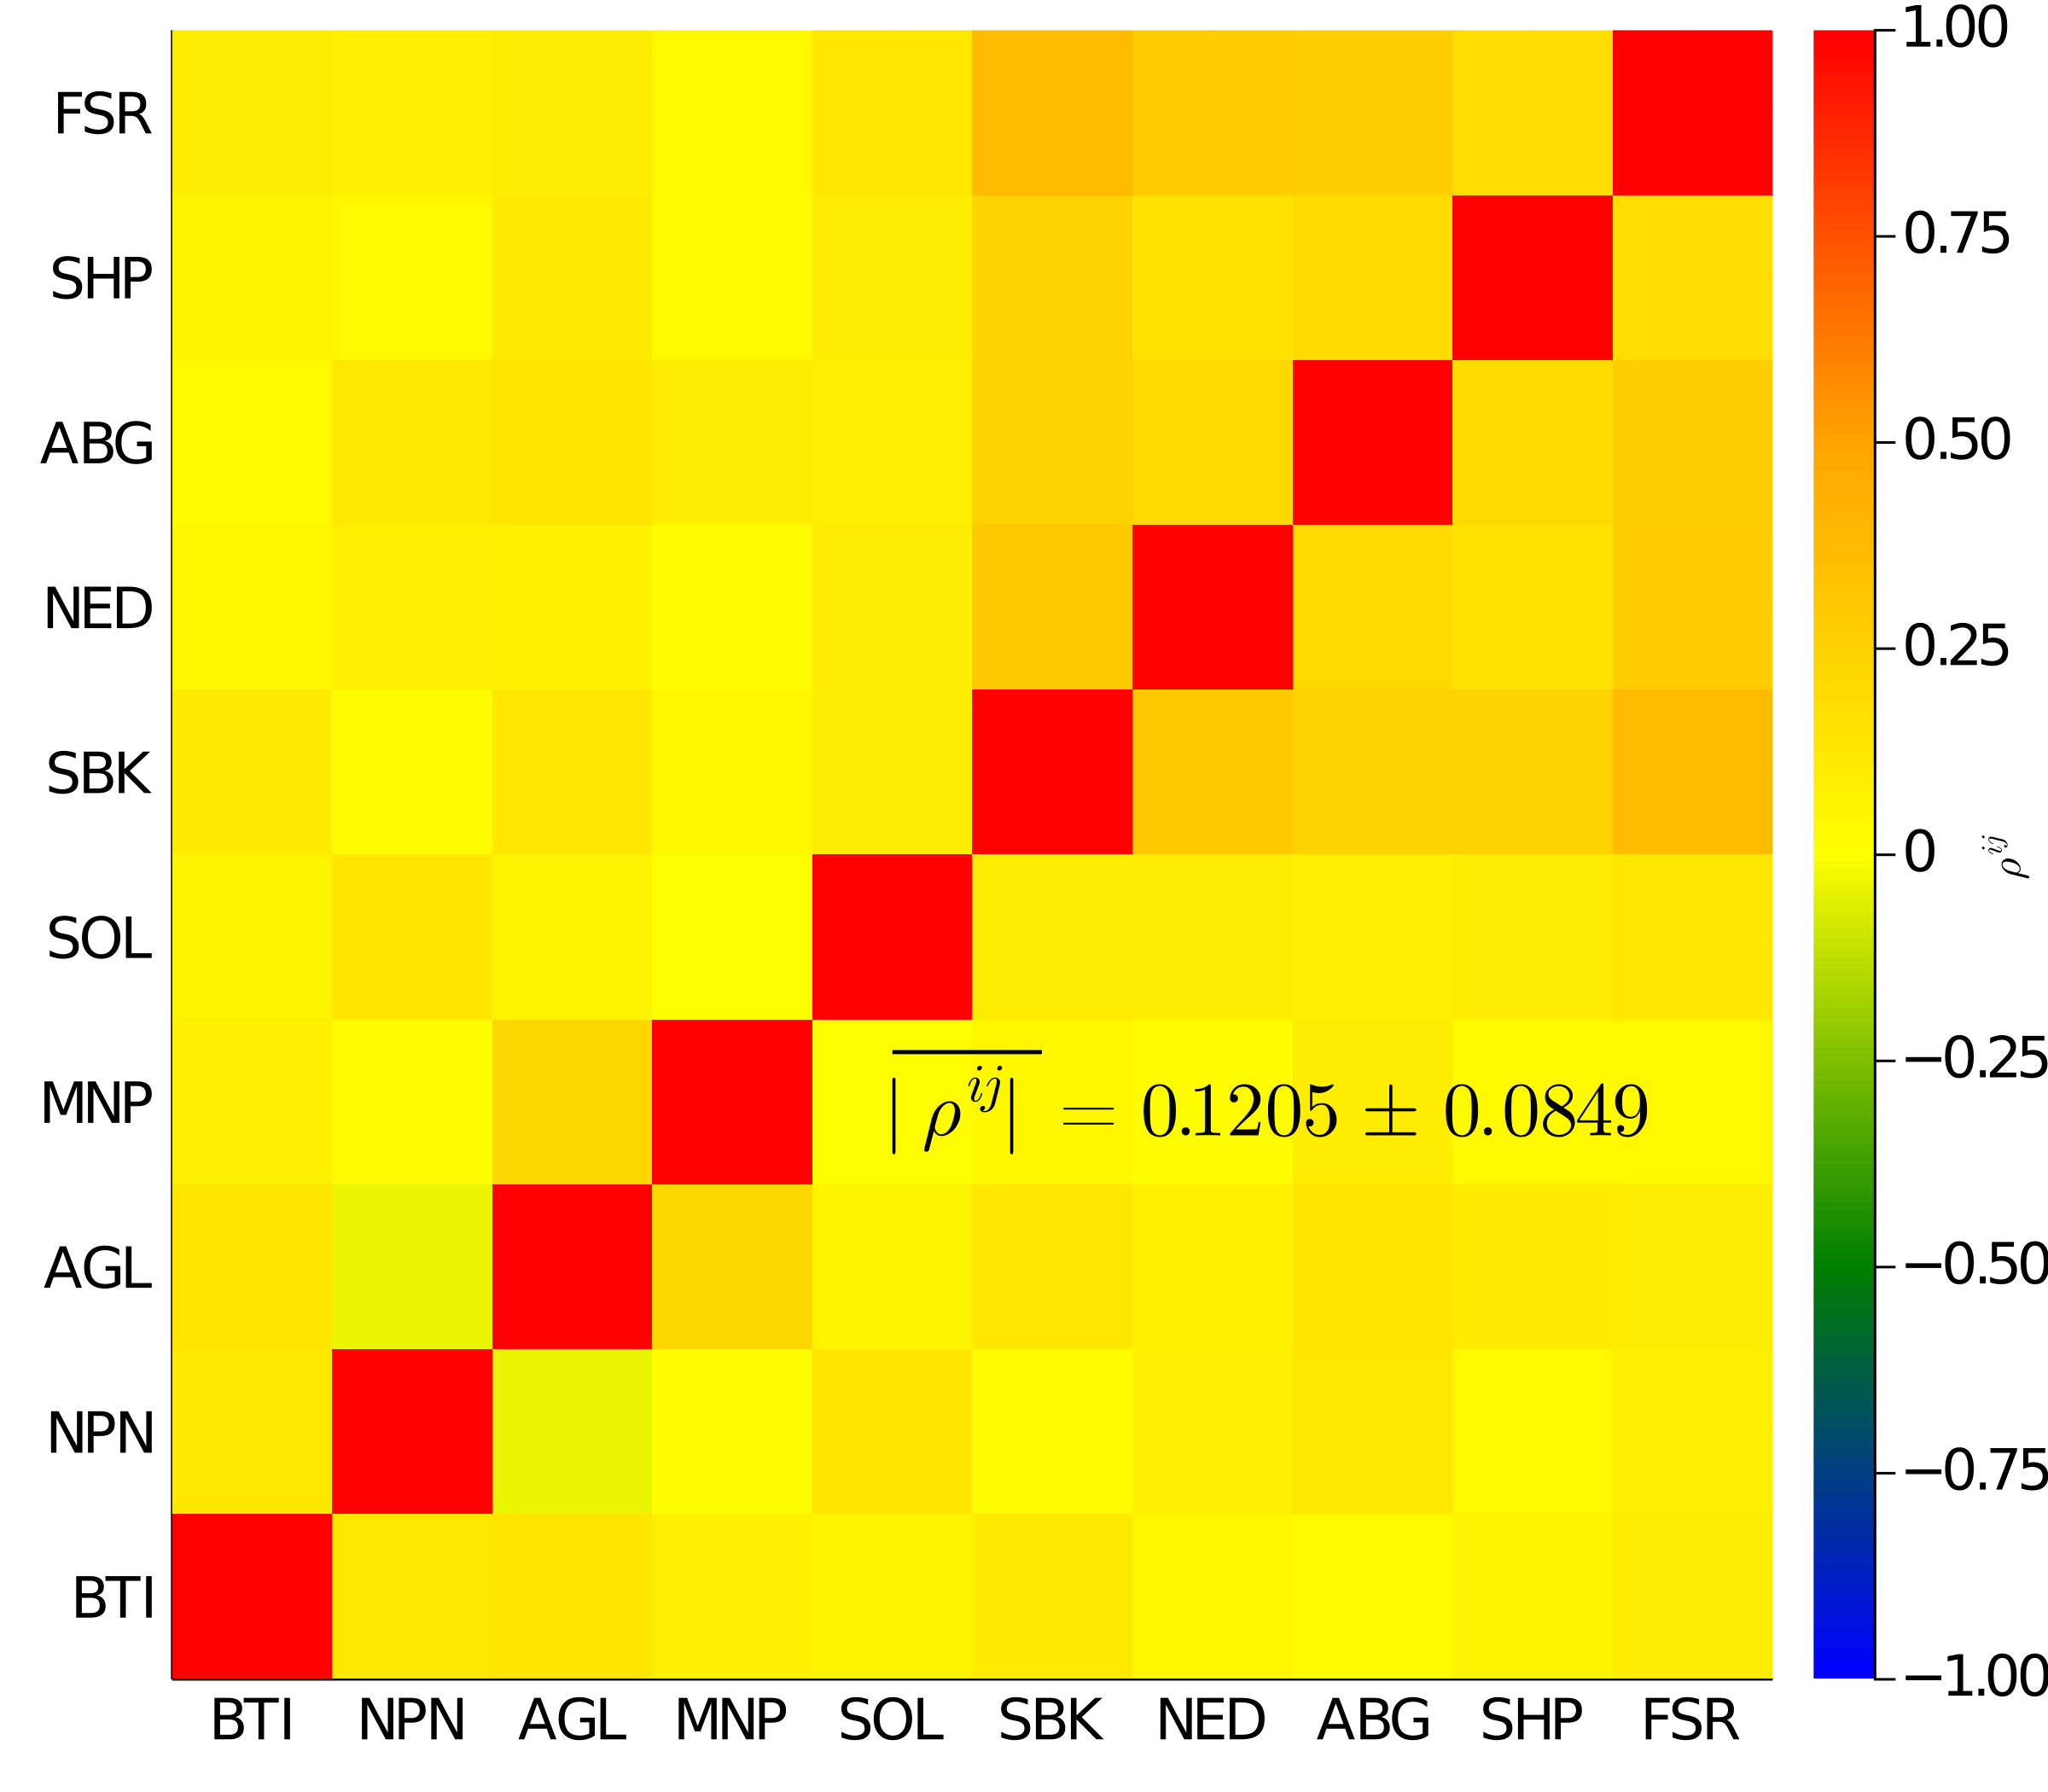 FSR
SHP
ABG
NED
SBK
SOL
MNP
AGL
NPN
BTI
BTI NPN AGL MNP SOL SBK NED ABG SHP FSR
|ρ^{ij}| = 0.1205 ± 0.0849
1.00
0.75
0.50
0.25
0
−0.25
−0.50
−0.75
−1.00
ρ^{ij}